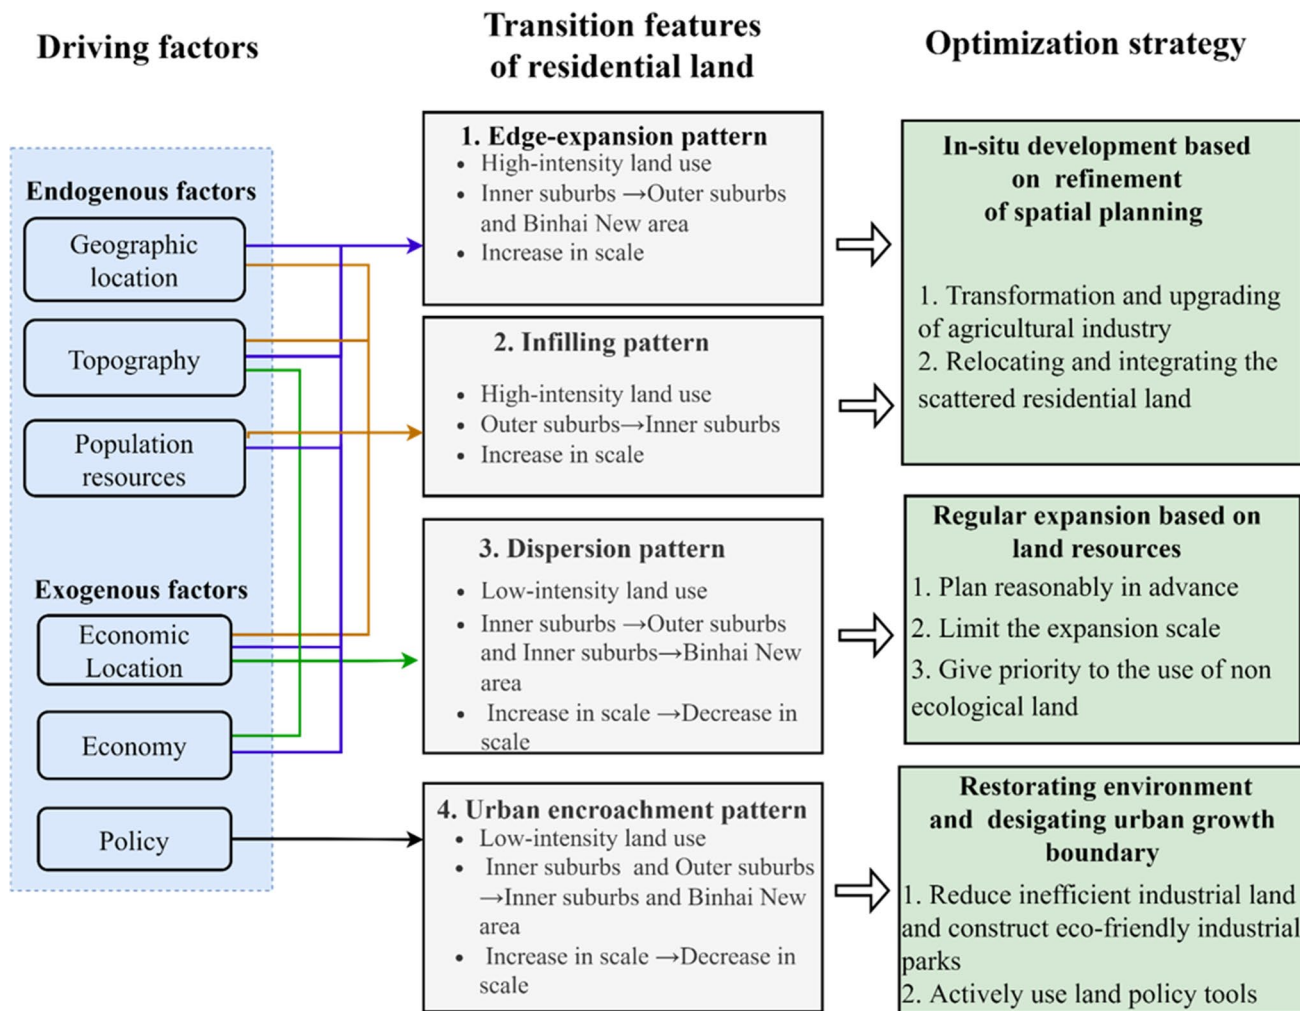 Driving factors
Endogenous factors
Geographic
location
Topography
Population
resources
Exogenous factors
Economic
Location
Economy
Policy
Transition features
of residential land
1. Edge-expansion pattern
• High-intensity land use
• Inner suburbs →Outer suburbs
and Binhai New area
• Increase in scale
2. Infilling pattern
• High-intensity land use
• Outer suburbs→Inner suburbs
• Increase in scale
3. Dispersion pattern
• Low-intensity land use
• Inner suburbs →Outer suburbs
and Inner suburbs→Binhai New
area
• Increase in scale →Decrease in
scale
4. Urban encroachment pattern
• Low-intensity land use
• Inner suburbs and Outer suburbs
→Inner suburbs and Binhai New
area
• Increase in scale →Decrease in
scale
Optimization strategy
In-situ development based
on refinement
of spatial planning
1. Transformation and upgrading
of agricultural industry
2. Relocating and integrating the
scattered residential land
Regular expansion based on
land resources
1. Plan reasonably in advance
2. Limit the expansion scale
3. Give priority to the use of non
ecological land
Restorating environment
and desigating urban growth
boundary
1. Reduce inefficient industrial land
and construct eco-friendly industrial
parks
2. Actively use land policy tools